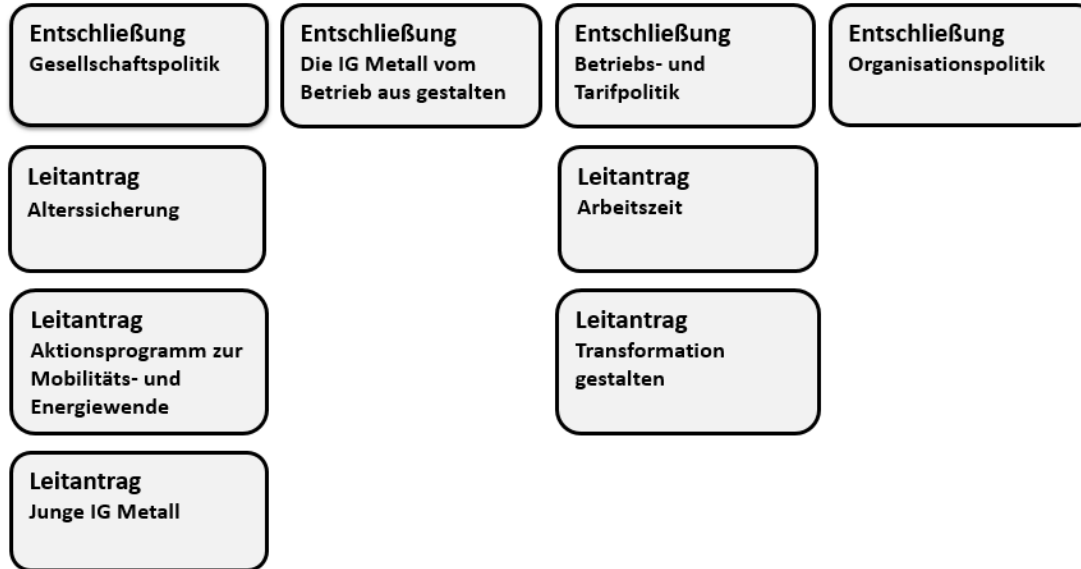 Entschließung
Gesellschaftspolitik
Entschließung
Die IG Metall vom
Betrieb aus gestalten
Entschließung
Betriebs- und
Tarifpolitik
Entschließung
Organisationspolitik
Leitantrag
Alterssicherung
Leitantrag
Arbeitszeit
Leitantrag
Aktionsprogramm zur
Mobilitäts- und
Energiewende
Leitantrag
Transformation
gestalten
Leitantrag
Junge IG Metall